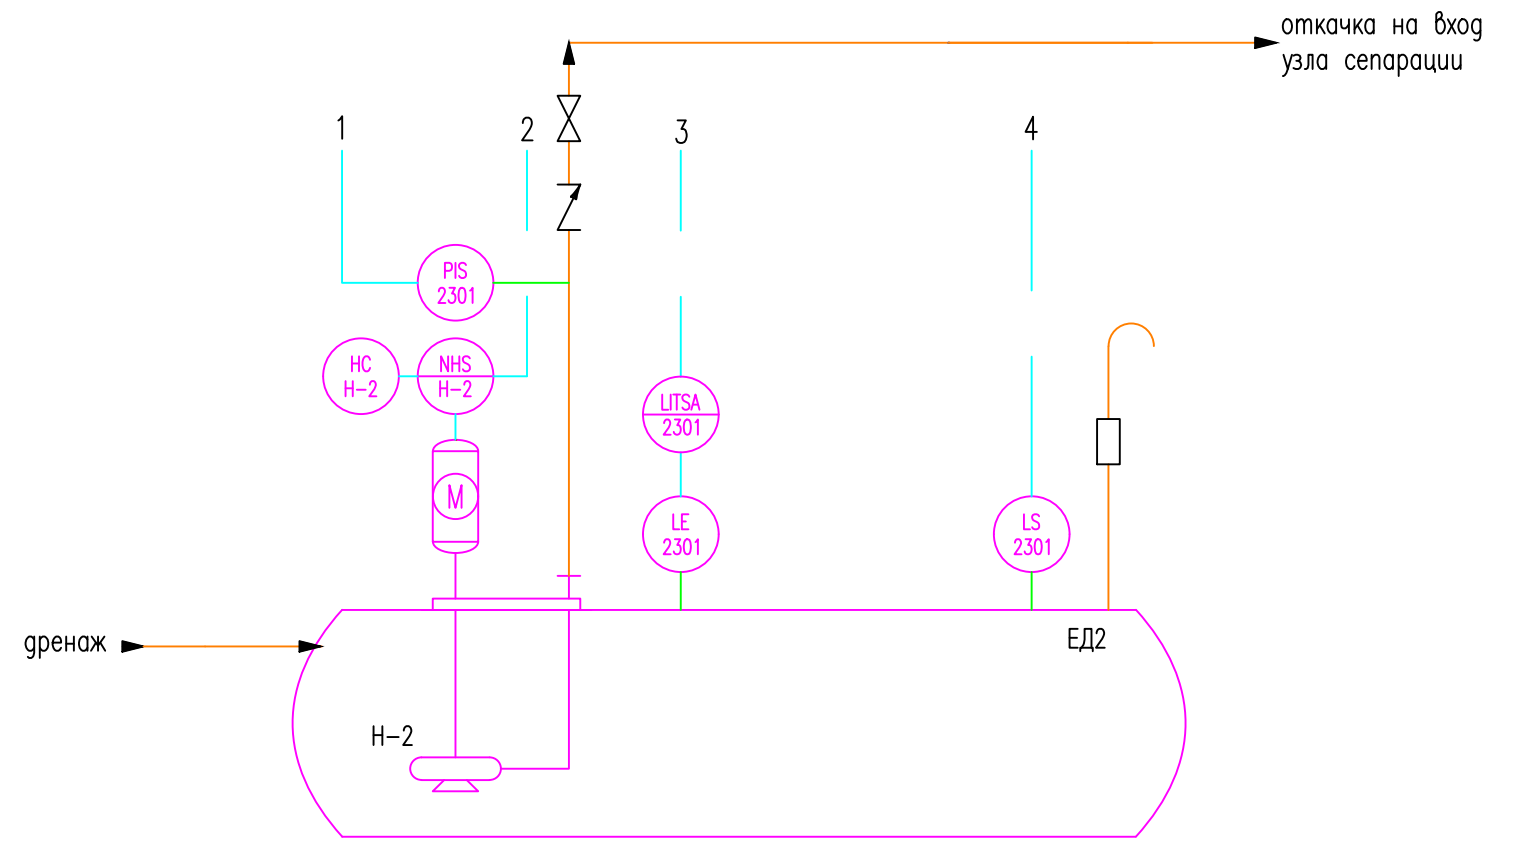 откачка на вход
узла сепарации
1
2
3
4
PIS
2301
HC
H-2
NHS
H-2
LITSA
2301
M
LE
2301
LS
2301
ЕД2
дренаж
Н-2